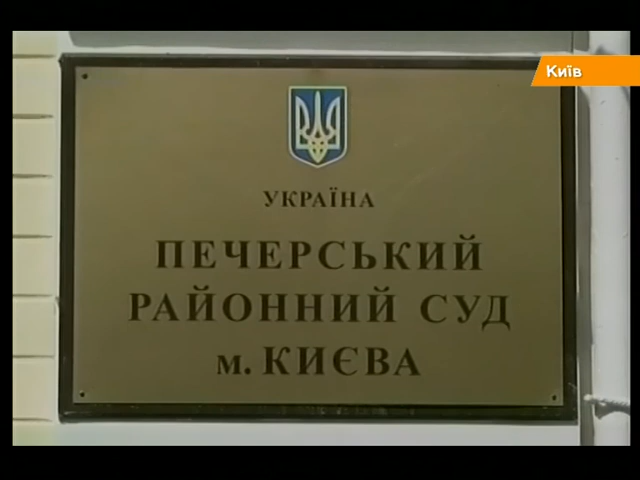 Київ
УКРАЇНА
ПЕЧЕРСЬКИЙ
РАЙОННИЙ СУД
м. КИЄВА